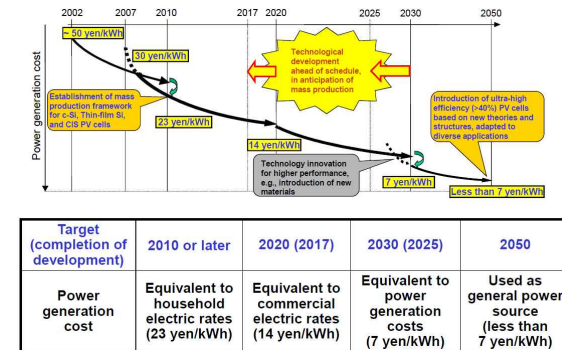 2002 2007 2010 2017 2020 2025 2030 2050
~ 50 yen/kWh
30 yen/kWh
Technological
development
ahead of schedule,
in anticipation of
mass production
Power generation cost
Establishment of mass
production framework
for c-Si, Thin-film Si,
and CIS PV cells
23 yen/kWh
Introduction of ultra-high
efficiency (>40%) PV cells
based on new theories and
structures, adapted to
diverse applications
14 yen/kWh
Technology innovation
for higher performance,
e.g., introduction of new
materials
7 yen/kWh
Less than 7 yen/kWh
Target
(completion of
development)
2010 or later
2020 (2017)
2030 (2025)
2050
Power
generation
cost
Equivalent to
household
electric rates
(23 yen/kWh)
Equivalent to
commercial
electric rates
(14 yen/kWh)
Equivalent to
power
generation
costs
(7 yen/kWh)
Used as
general power
source
(less than
7 yen/kWh)